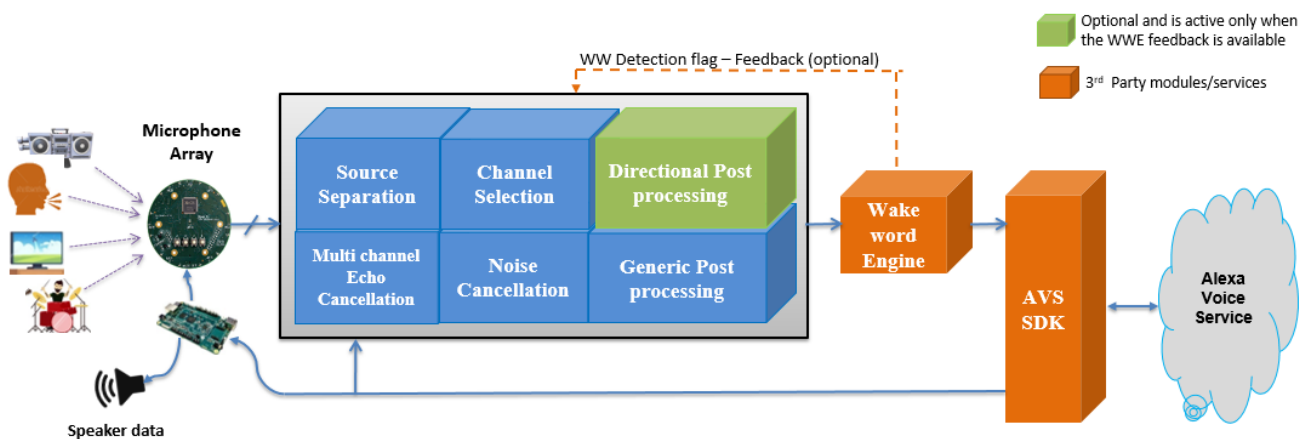 Optional and is active only when
the WWE feedback is available
3rd Party modules/services
WW Detection flag – Feedback (optional)
Microphone
Array
Source
Separation
Channel
Selection
Directional Post
processing
Multi channel
Echo
Cancellation
Noise
Cancellation
Generic Post
processing
Wake
word
Engine
AVS
SDK
Alexa
Voice
Service
Speaker data